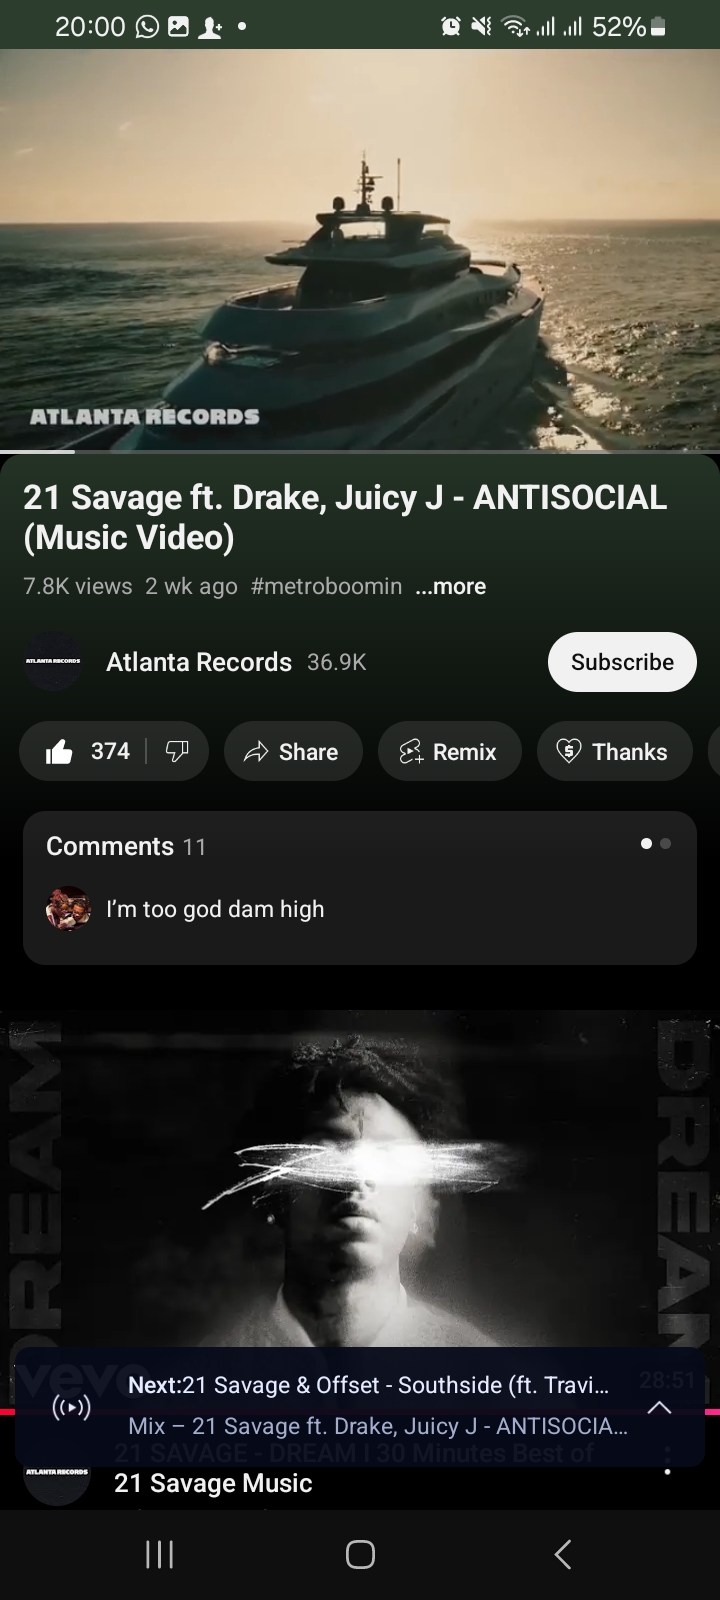 20:00
52%
ATLANTA RECORDS
21 Savage ft. Drake, Juicy J - ANTISOCIAL
(Music Video)
7.8K views 2 wk ago #metroboomin ...more
ATLANTA RECORDS
Atlanta Records 36.9K
Subscribe
374
Share
Remix
Thanks
Comments 11
I'm too god dam high
DREAM
DREAM
vevo
28:51
Next:21 Savage & Offset - Southside (ft. Travi...
Mix – 21 Savage ft. Drake, Juicy J - ANTISOCIA...
21 SAVAGE - DREAM | 30 Minutes Best of
ATLANTA RECORDS
21 Savage Music